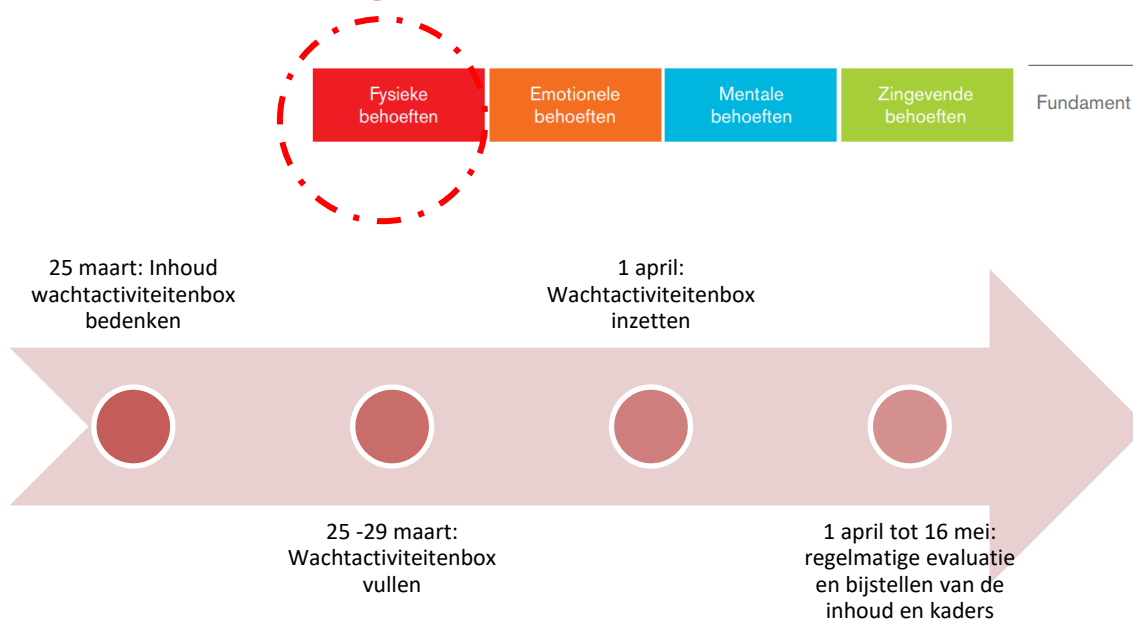 Fysieke
behoeften
Emotionele
behoeften
Mentale
behoeften
Zingevende
behoeften
Fundament
25 maart: Inhoud
wachtactiviteitenbox
bedenken
1 april:
Wachtactiviteitenbox
inzetten
25 -29 maart:
Wachtactiviteitenbox
vullen
1 april tot 16 mei:
regelmatige evaluatie
en bijstellen van de
inhoud en kaders